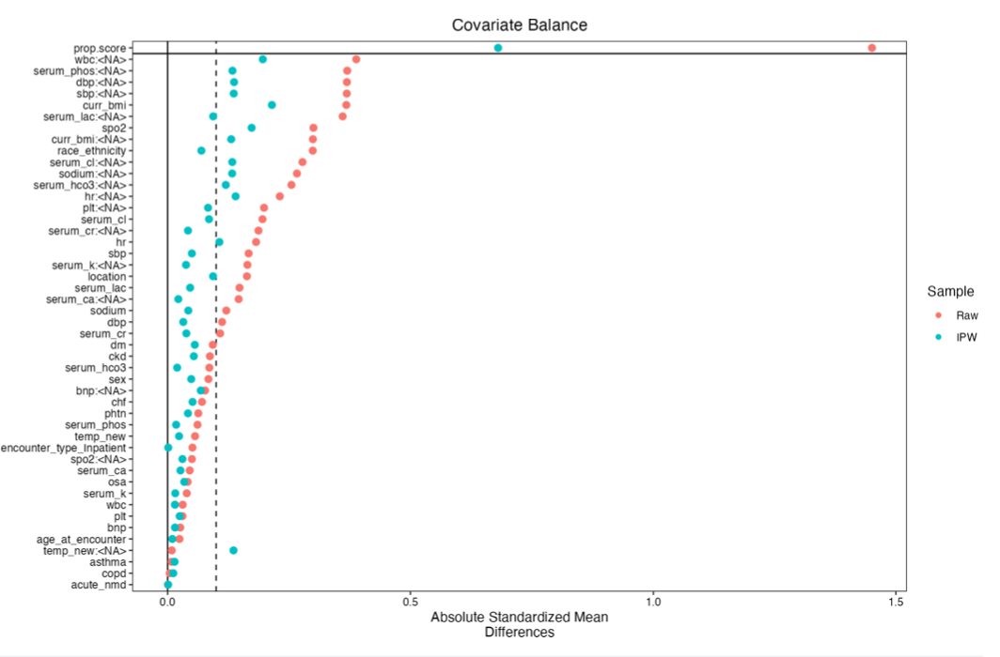 Covariate Balance
prop.score
wbc:<NA>
serum_phos:<NA>
dbp:<NA>
sbp:<NA>
curr_bmi
serum_lac:<NA>
spo2
curr_bmi:<NA>
race_ethnicity
serum_cl:<NA>
sodium:<NA>
serum_hco3:<NA>
hr:<NA>
plt:<NA>
serum_cl
serum_cr:<NA>
hr
sbp
serum_k:<NA>
location
serum_lac
serum_ca:<NA>
sodium
dbp
serum_cr
dm
ckd
serum_hco3
sex
bnp:<NA>
chf
phtn
serum_phos
temp_new
encounter_type_Inpatient
spo2:<NA>
serum_ca
osa
serum_k
wbc
plt
bnp
age_at_encounter
temp_new:<NA>
asthma
copd
acute_nmd
0.0 0.5 1.0 1.5
Absolute Standardized Mean
Differences
Sample
Raw
IPW